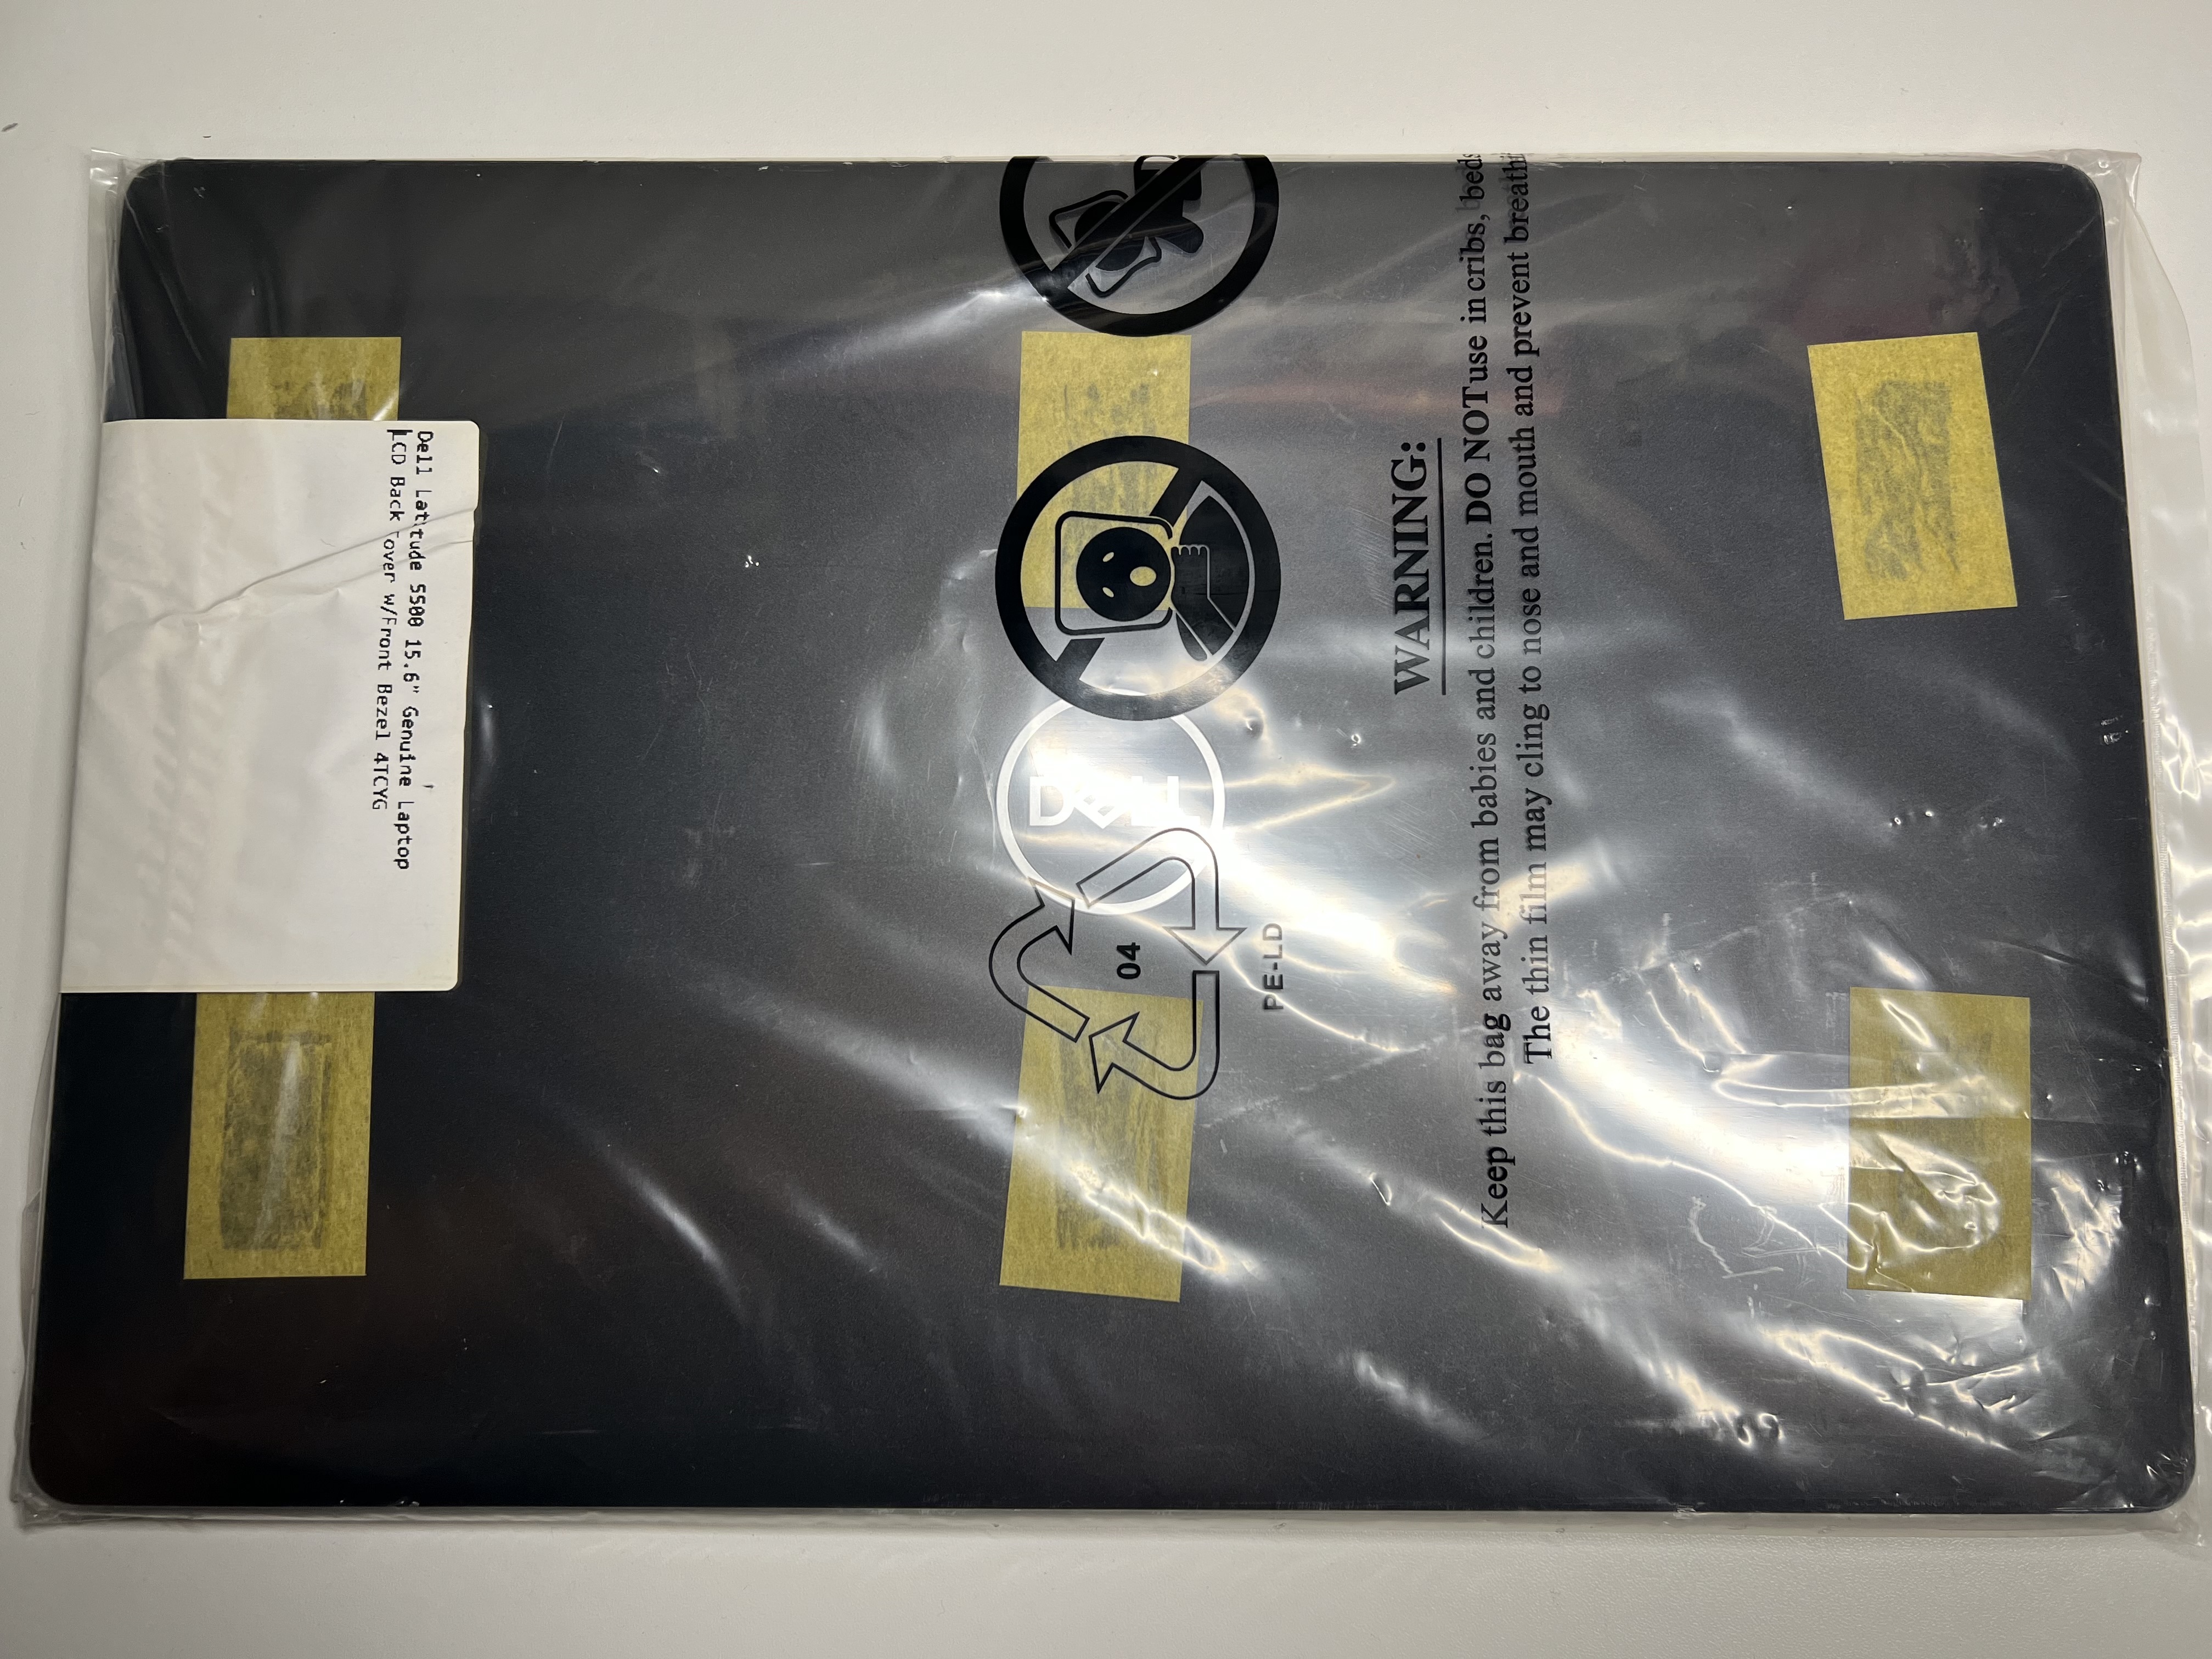 Dell Latitude 5500 15.6" Genuine Laptop
LCD Back Cover w/Front Bezel 4TCYG
DELL
04
PE-LD
WARNING:
Keep this bag away from babies and children. DO NOT use in cribs, beds
The thin film may cling to nose and mouth and prevent